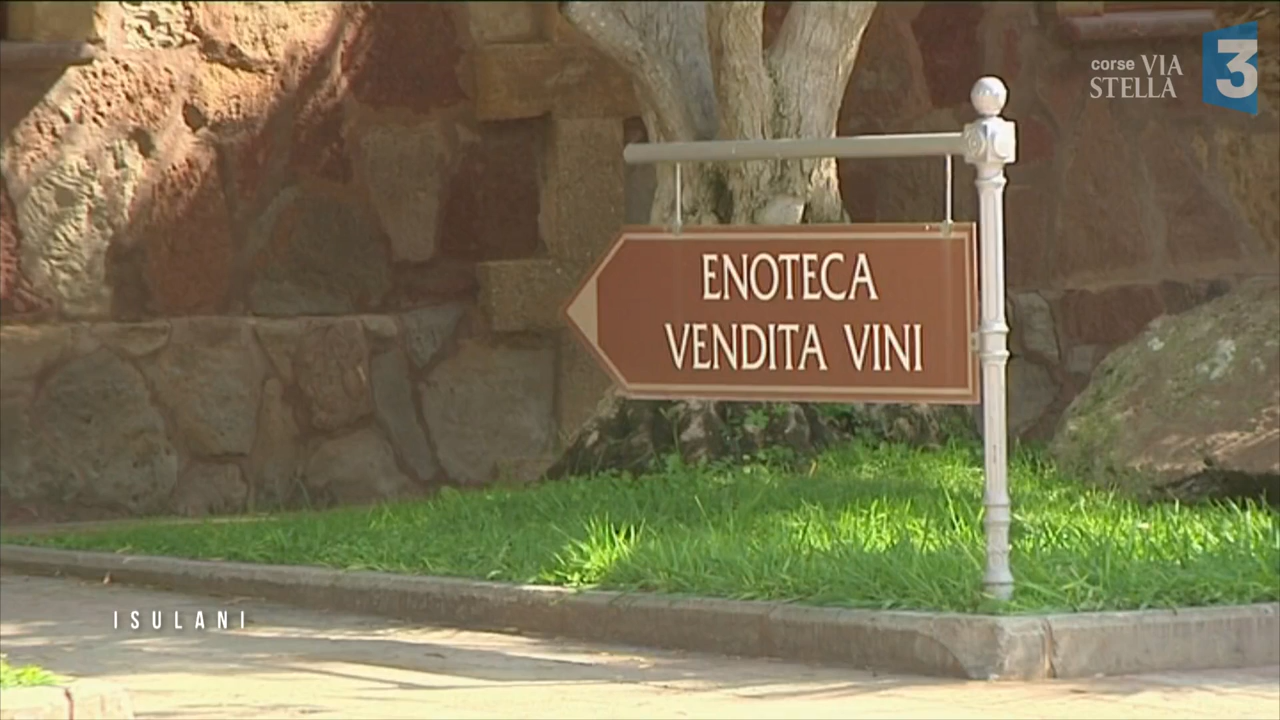 corse VIA
STELLA
3
ENOTECA
VENDITA VINI
ISULANI